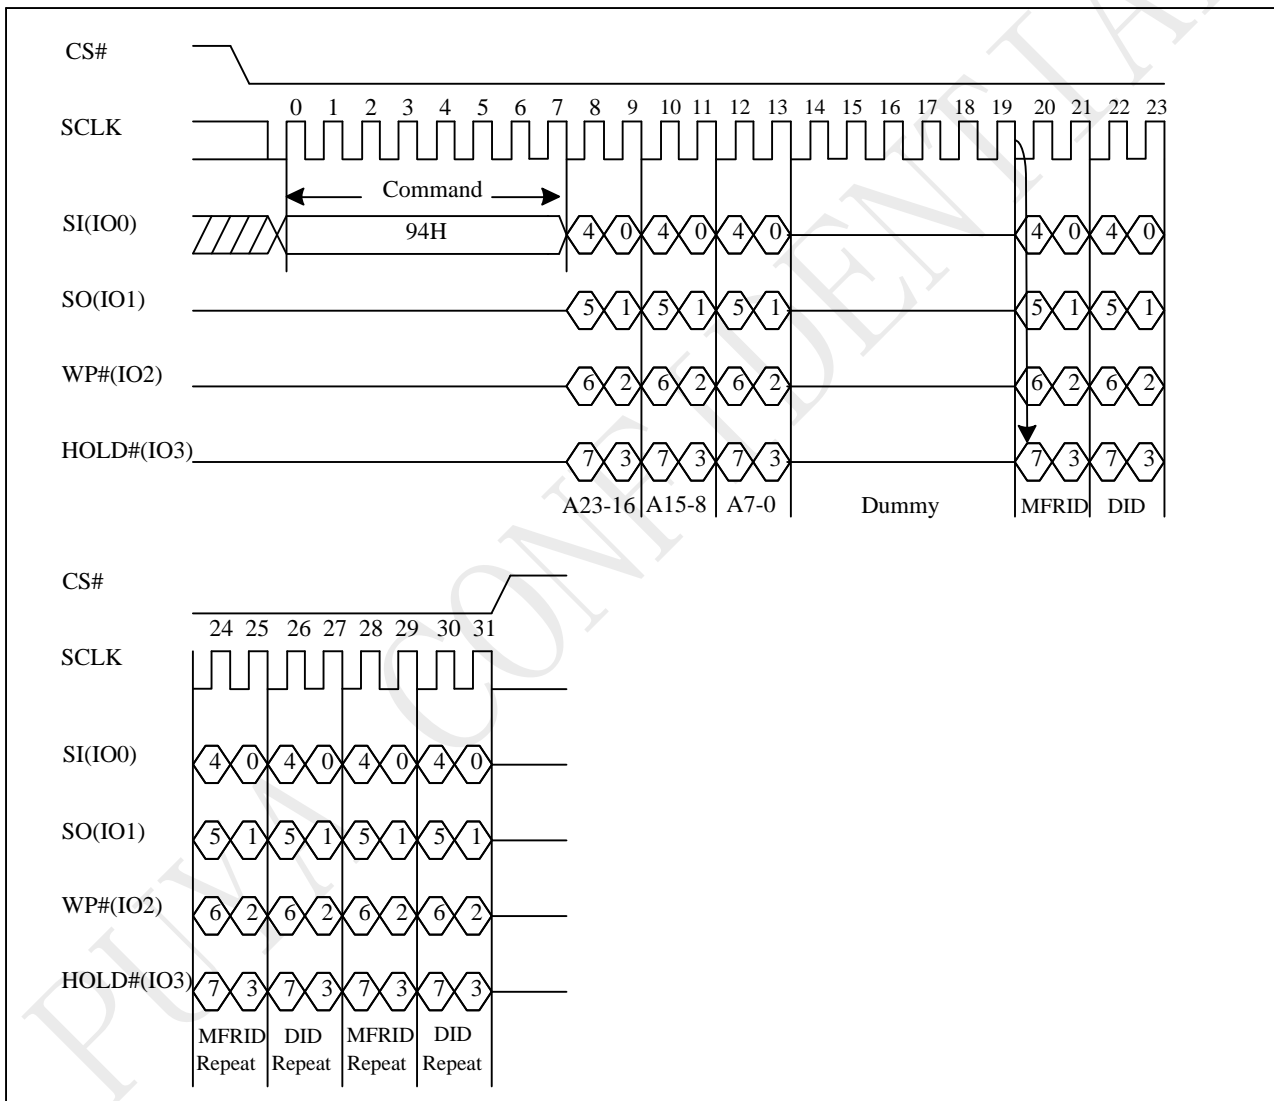 CS#
0 1 2 3 4 5 6 7 8 9 10 11 12 13 14 15 16 17 18 19 20 21 22 23
SCLK
Command
SI(IO0) 94H 4 0 4 0 4 0 4 0 4 0
SO(IO1) 5 1 5 1 5 1 5 1 5 1
WP#(IO2) 6 2 6 2 6 2 6 2 6 2
HOLD#(IO3) 7 3 7 3 7 3 7 3 7 3
A23-16 A15-8 A7-0 Dummy MFRID DID
CS#
24 25 26 27 28 29 30 31
SCLK
SI(IO0) 4 0 4 0 4 0 4 0
SO(IO1) 5 1 5 1 5 1 5 1
WP#(IO2) 6 2 6 2 6 2 6 2
HOLD#(IO3) 7 3 7 3 7 3 7 3
MFRID DID MFRID DID
Repeat Repeat Repeat Repeat
PUYA CONFIDENTIAL